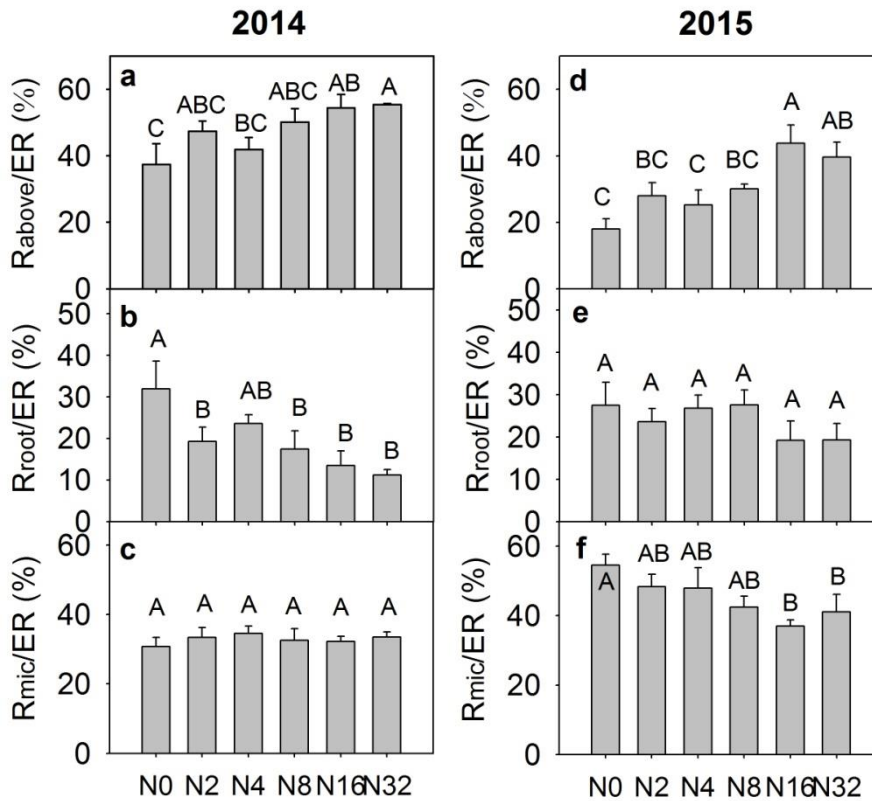 2014 2015
a
Rabove/ER (%)
60
40
20
0
C ABC BC ABC AB A
d
Rabove/ER (%)
60
40
20
0
C BC C BC A AB
b
Rroot/ER (%)
50
40
30
20
10
0
A B AB B B B
e
Rroot/ER (%)
50
40
30
20
10
0
A A A A A A
c
Rmic/ER (%)
60
40
20
0
A A A A A A
f
Rmic/ER (%)
60
40
20
0
A AB AB AB B B
N0 N2 N4 N8 N16 N32
N0 N2 N4 N8 N16 N32